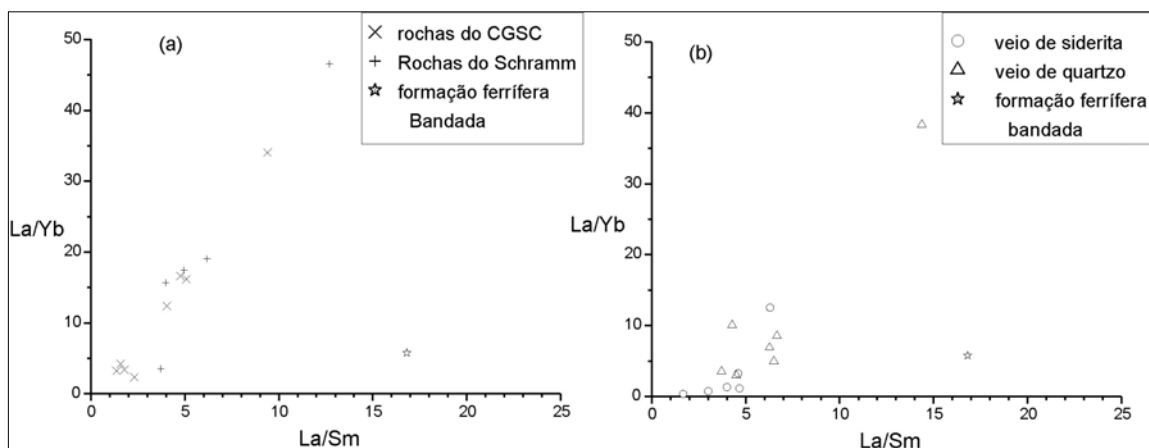 (a)
rochas do CGSC
Rochas do Schramm
formação ferrífera
Bandada
50
40
30
La/Yb
20
10
0
0 5 10 15 20 25
La/Sm
(b)
veio de siderita
veio de quartzo
formação ferrífera
bandada
50
40
30
La/Yb
20
10
0
0 5 10 15 20 25
La/Sm